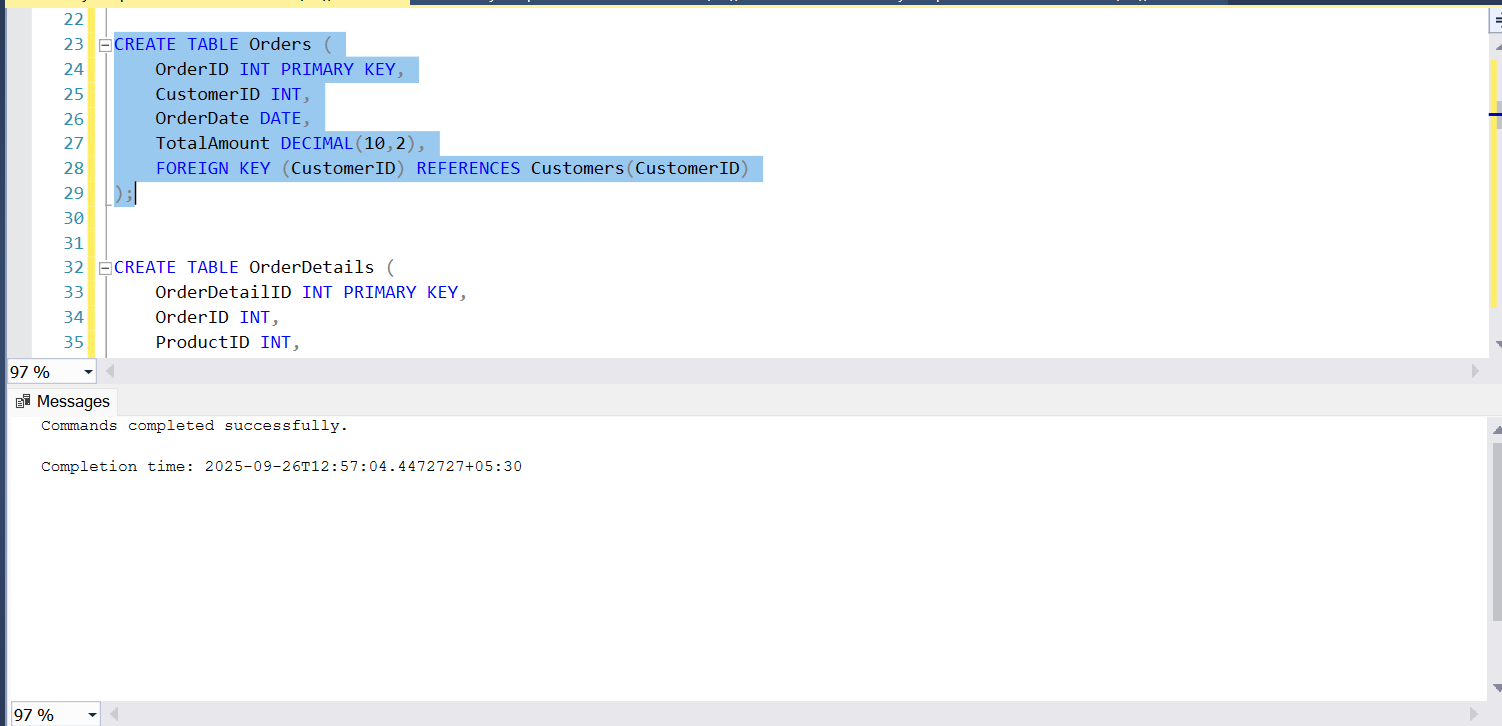 22
23 CREATE TABLE Orders (
24 OrderID INT PRIMARY KEY,
25 CustomerID INT,
26 OrderDate DATE,
27 TotalAmount DECIMAL(10,2),
28 FOREIGN KEY (CustomerID) REFERENCES Customers(CustomerID)
29 );
30
31
32 CREATE TABLE OrderDetails (
33 OrderDetailID INT PRIMARY KEY,
34 OrderID INT,
35 ProductID INT,
97 %
Messages
Commands completed successfully.
Completion time: 2025-09-26T12:57:04.4472727+05:30
97 %